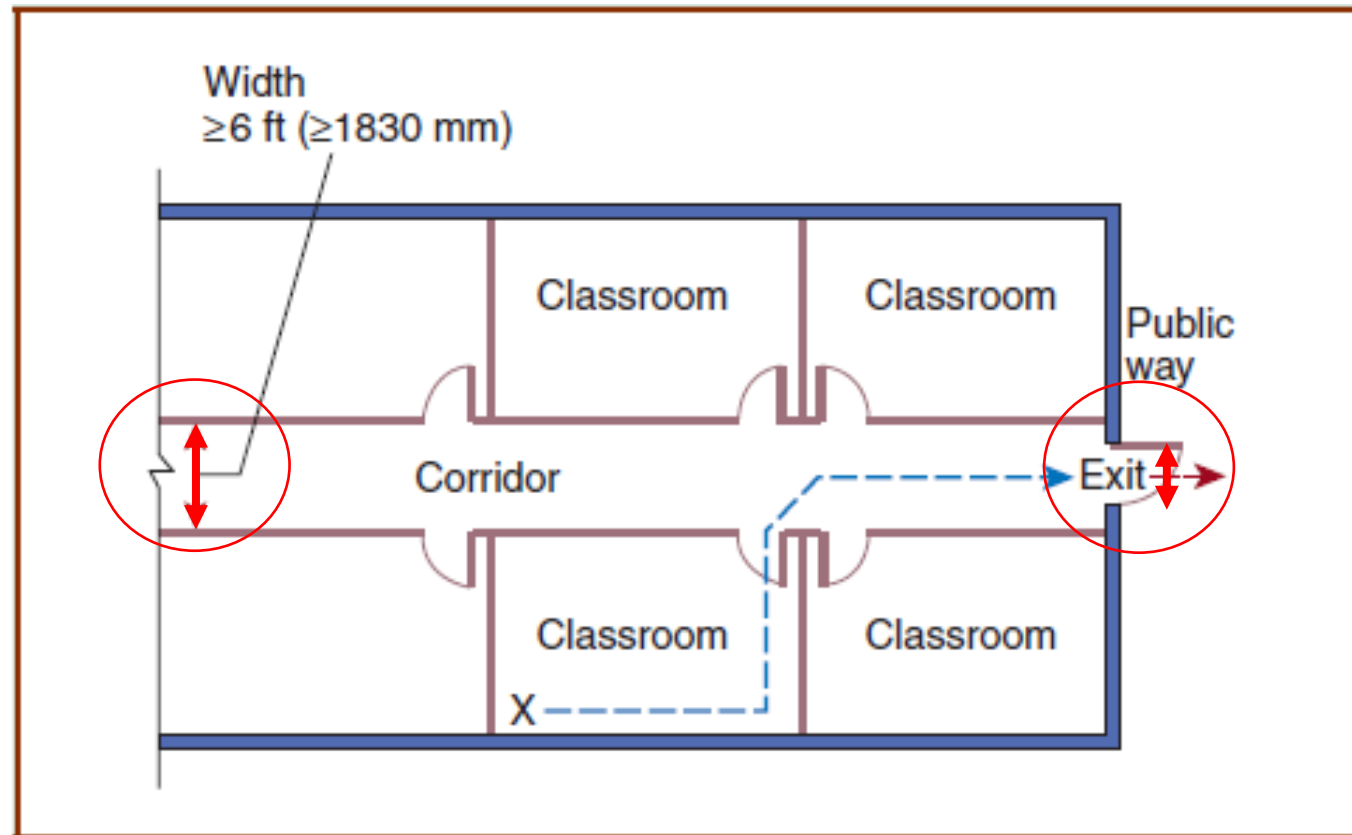 Width
≥6 ft (≥1830 mm)
Classroom
Classroom
Public
way
Corridor
Exit
Classroom
Classroom
X